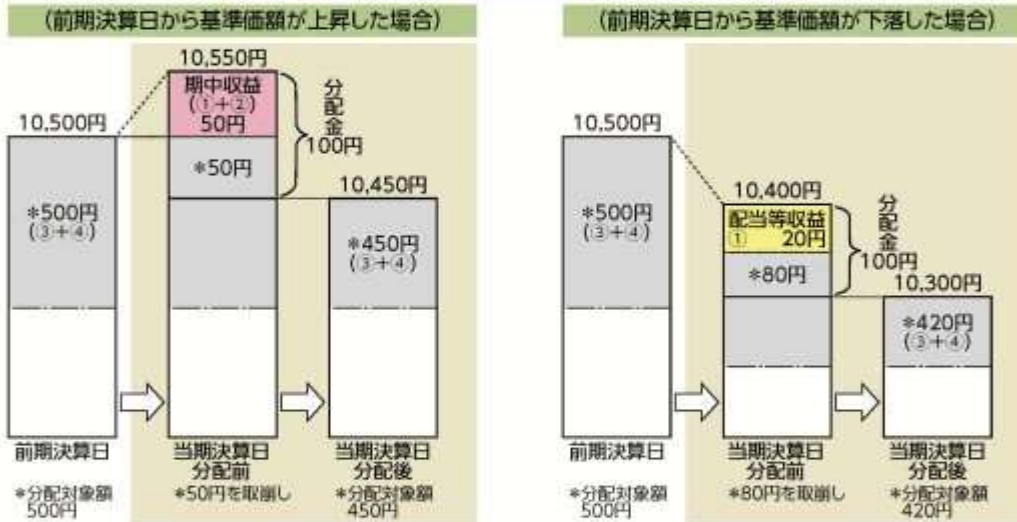 (前期決算日から基準価額が上昇した場合)
10,550円
期中収益
(①+②)
50円
分配金
100円
10,500円
*50円
10,450円
*500円
(③+④)
*450円
(③+④)
前期決算日
当期決算日
分配前
当期決算日
分配後
*分配対象額
500円
*50円を取崩し
*分配対象額
450円
(前期決算日から基準価額が下落した場合)
10,500円
10,400円
配当等収益
① 20円
分配金
100円
*500円
(③+④)
*80円
10,300円
*420円
(③+④)
前期決算日
当期決算日
分配前
当期決算日
分配後
*分配対象額
500円
*80円を取崩し
*分配対象額
420円